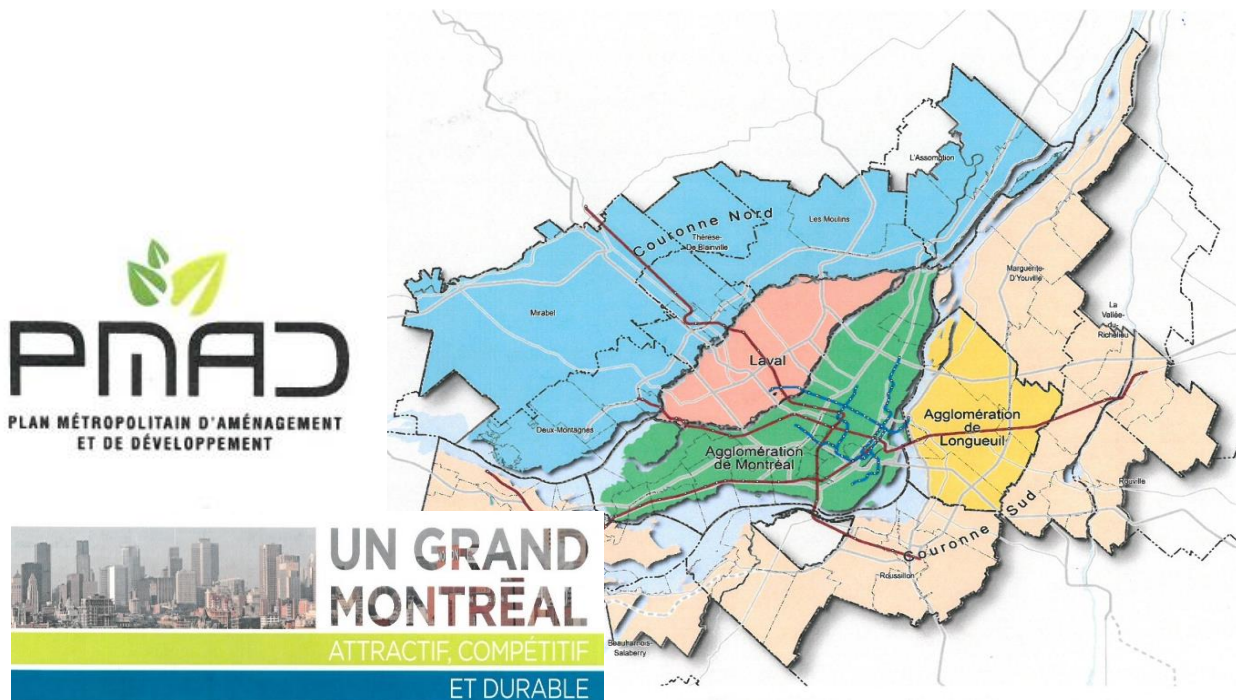 PMAD
PLAN MÉTROPOLITAIN D'AMÉNAGEMENT
ET DE DÉVELOPPEMENT
UN GRAND
MONTRÉAL
ATTRACTIF, COMPÉTITIF
ET DURABLE
L'Assomption
Couronne Nord
Les Moulins
Thérèse-
De Blainville
Mirabel
Marguerite-
D'Youville
La
Vallée-
du-
Richelieu
Laval
Deux-Montagnes
Agglomération
de Montréal
Agglomération
de
Longueuil
Rouville
Couronne Sud
Roussillon
Beauharnois-
Salaberry